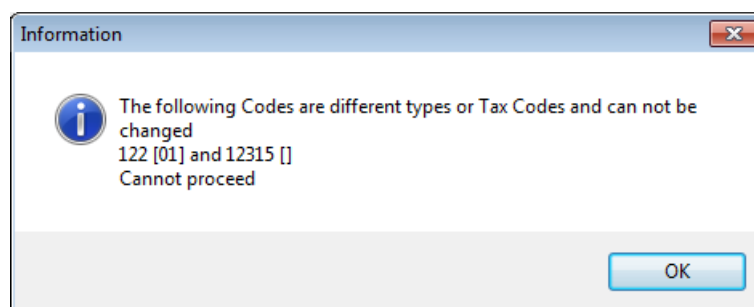 Information
The following Codes are different types or Tax Codes and can not be
changed
122 [01] and 12315 []
Cannot proceed
OK